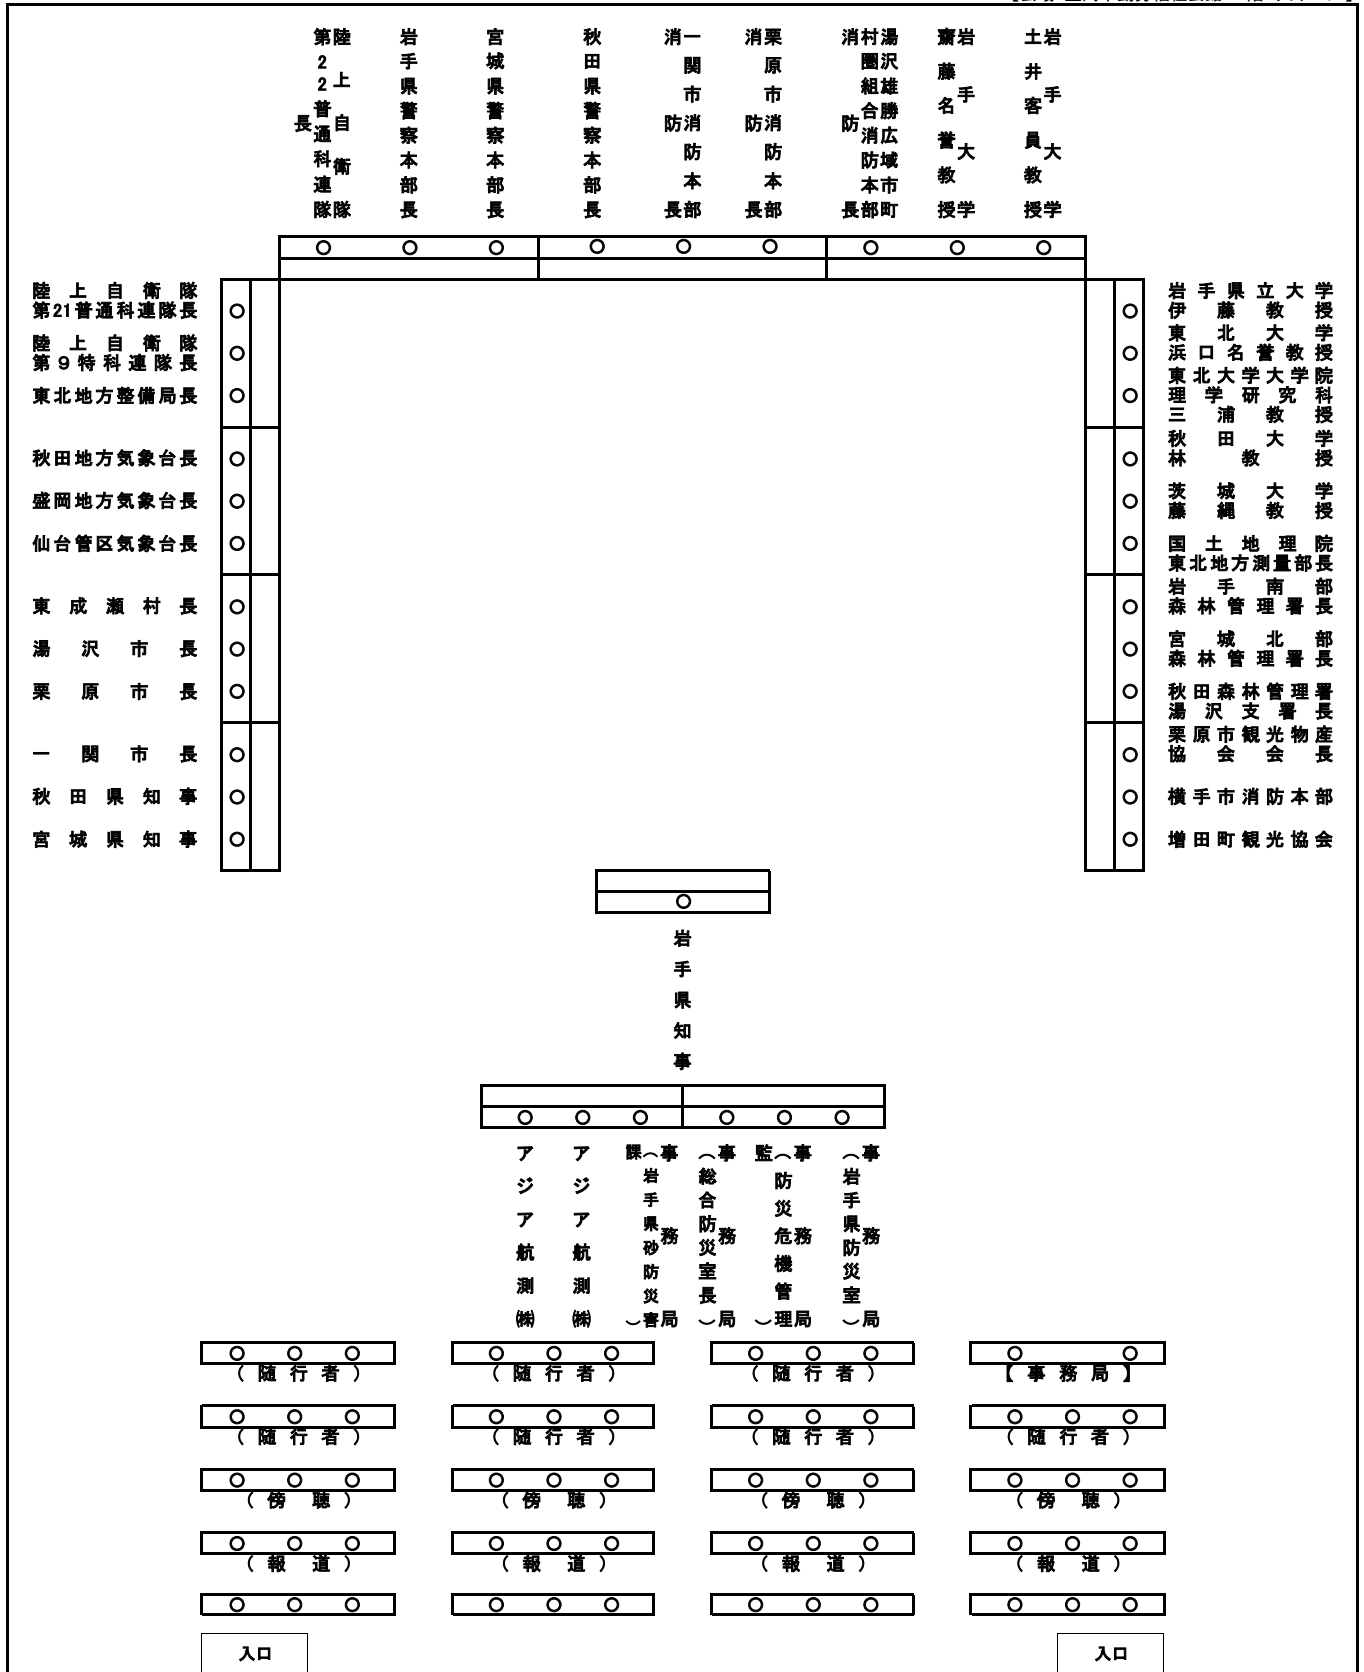 陸上自衛隊
第22普通科連隊
長
岩手県警察本部長
宮城県警察本部長
秋田県警察本部長
一関市消防本部
消防長
栗原市消防本部
消防長
湯沢雄勝広域市町
村圏組合消防本部
消防長
岩手大学
齋藤名誉教授
岩手大学
土井客員教授
陸上自衛隊
第21普通科連隊長
陸上自衛隊
第9特科連隊長
東北地方整備局長
秋田地方気象台長
盛岡地方気象台長
仙台管区気象台長
東成瀬村長
湯沢市長
栗原市長
一関市長
秋田県知事
宮城県知事
岩手県立大学
伊藤教授
東北大学
浜口名誉教授
東北大学大学院
理学研究科
三浦教授
秋田大学
林教授
茨城大学
藤縄教授
国土地理院
東北地方測量部長
岩手南部
森林管理署長
宮城北部
森林管理署長
秋田森林管理署
湯沢支署長
栗原市観光物産
協会会長
横手市消防本部
増田町観光協会
岩手県知事
アジア航測㈱
アジア航測㈱
事務局
(岩手県砂防災害)
課
事務局
(総合防災室長)
事務局
(防災危機管理)
監
事務局
(岩手県防災室)
(随行者)
(随行者)
(随行者)
【事務局】
(随行者)
(随行者)
(随行者)
(随行者)
(傍聴)
(傍聴)
(傍聴)
(傍聴)
(報道)
(報道)
(報道)
(報道)
入口
入口